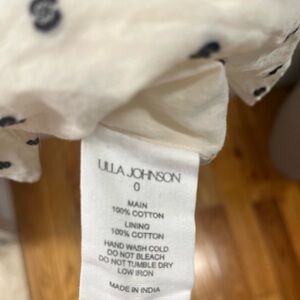 ULLA JOHNSON
0
MAIN
100% COTTON
LINING
100% COTTON
HAND WASH COLD
DO NOT BLEACH
DO NOT TUMBLE DRY
LOW IRON
MADE IN INDIA